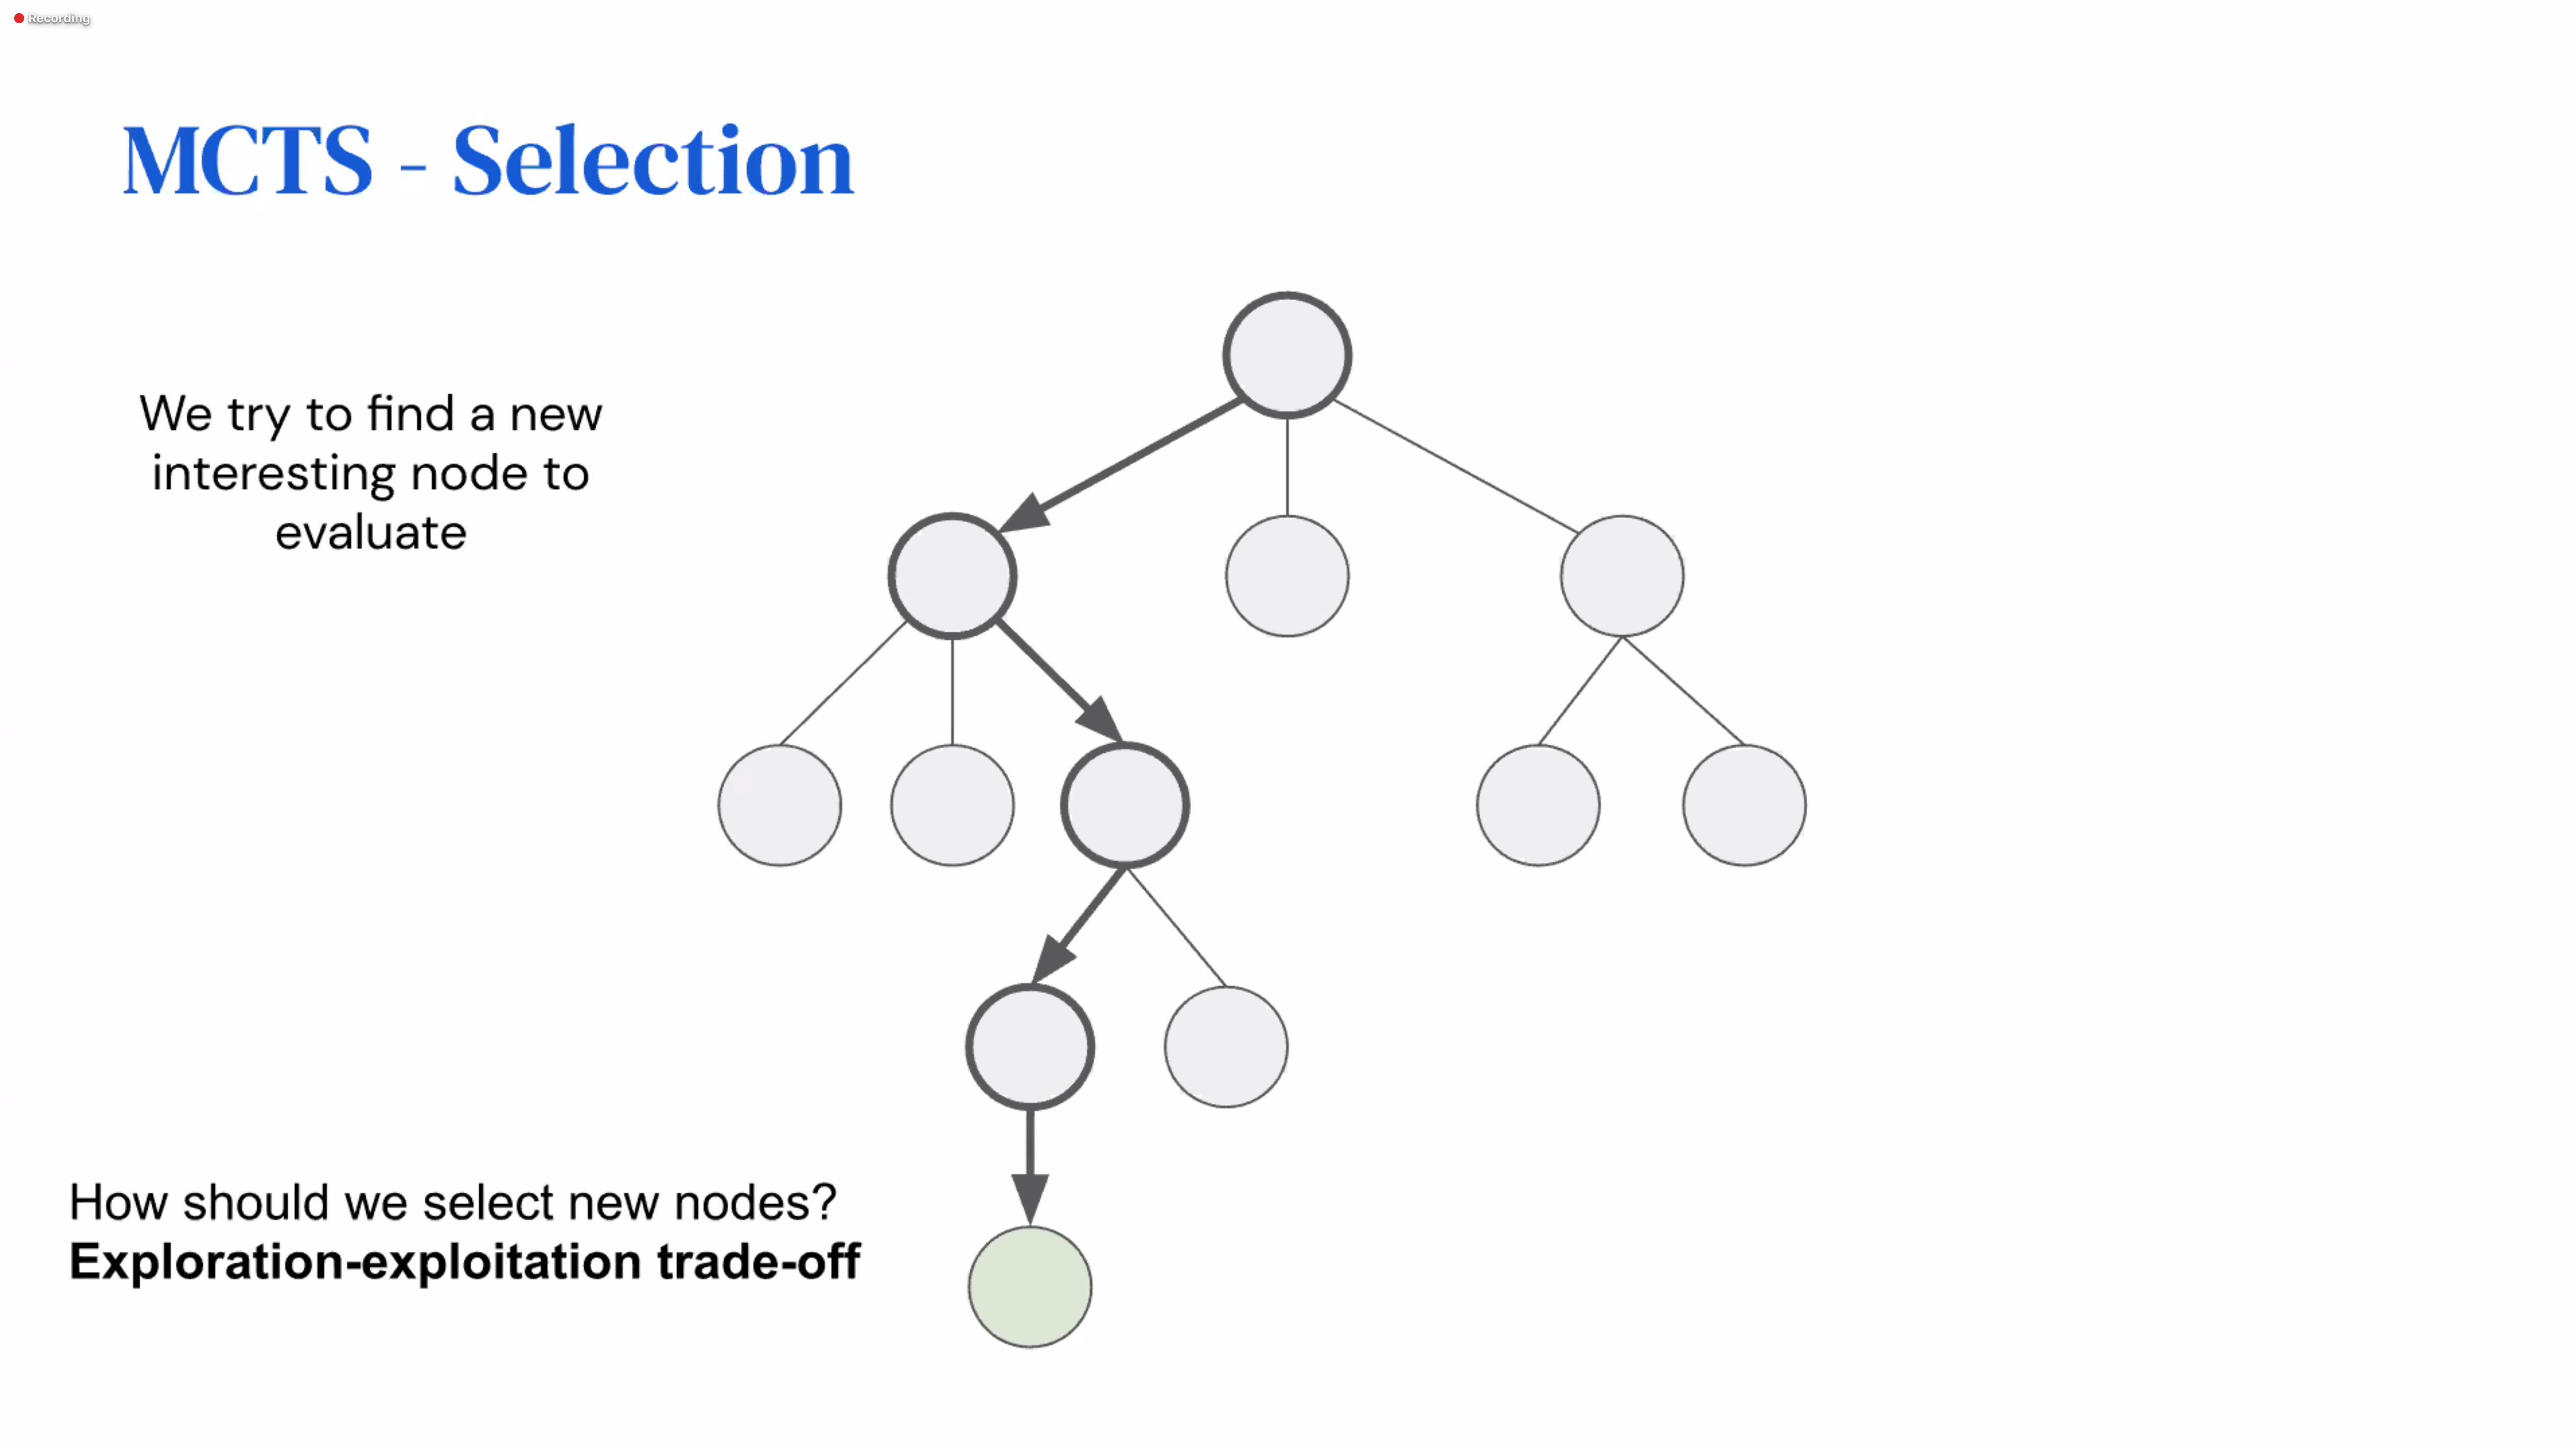 Recording
MCTS - Selection
We try to find a new
interesting node to
evaluate
How should we select new nodes?
Exploration-exploitation trade-off